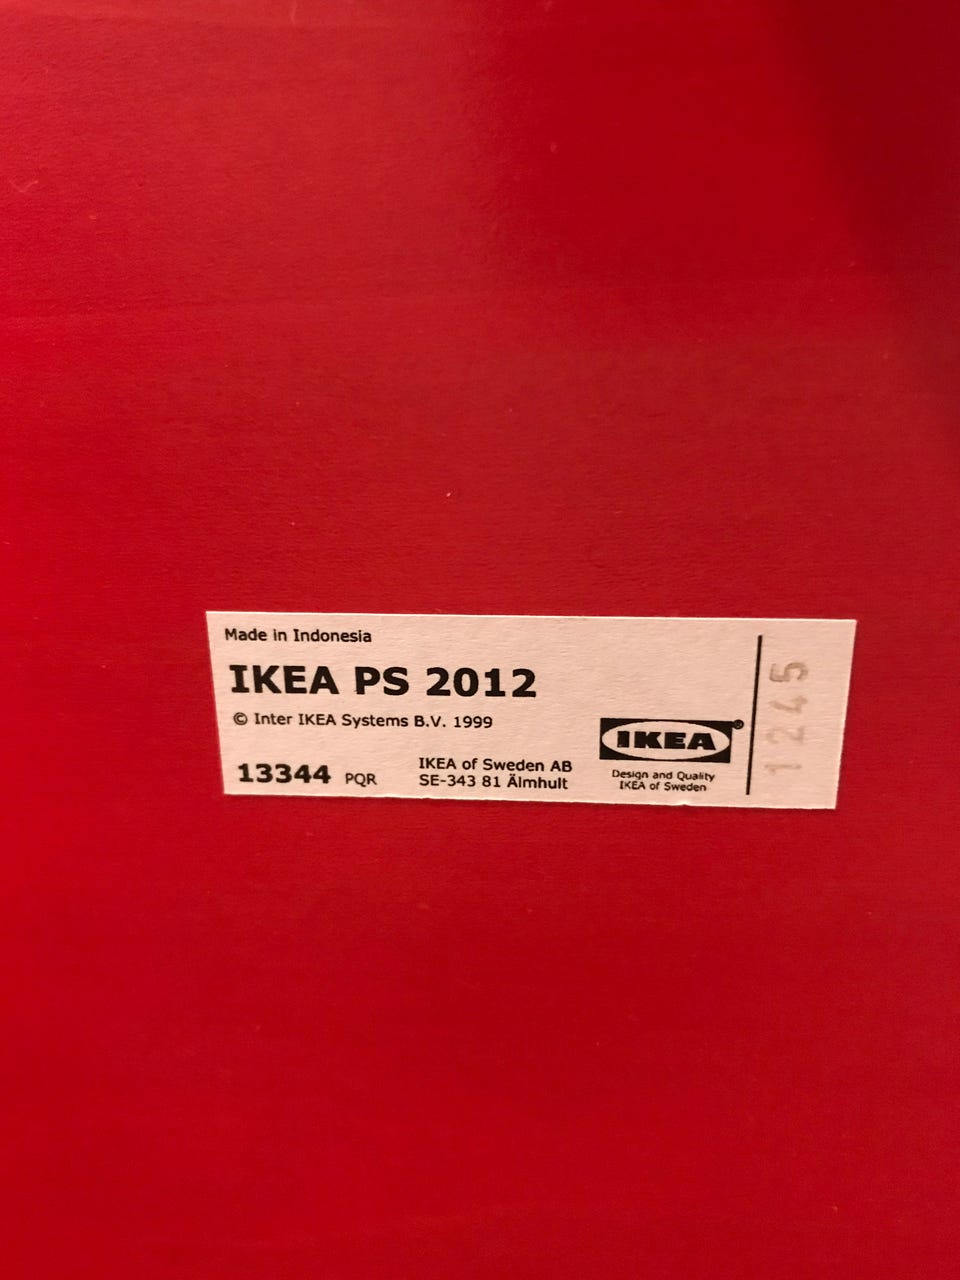 Made in Indonesia
IKEA PS 2012
© Inter IKEA Systems B.V. 1999
13344 PQR
IKEA of Sweden AB
SE-343 81 Älmhult
IKEA®
Design and Quality
IKEA of Sweden
1245